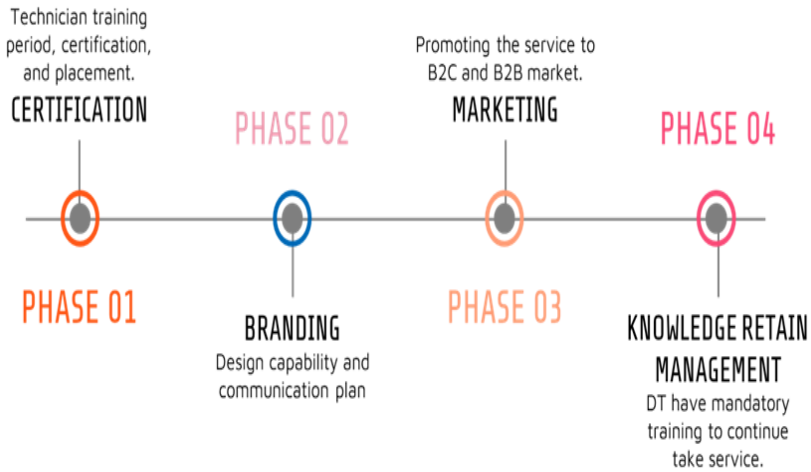 Technician training
period, certification,
and placement.
CERTIFICATION
PHASE 01
PHASE 02
BRANDING
Design capability and
communication plan
Promoting the service to
B2C and B2B market.
MARKETING
PHASE 03
PHASE 04
KNOWLEDGE RETAIN
MANAGEMENT
DT have mandatory
training to continue
take service.